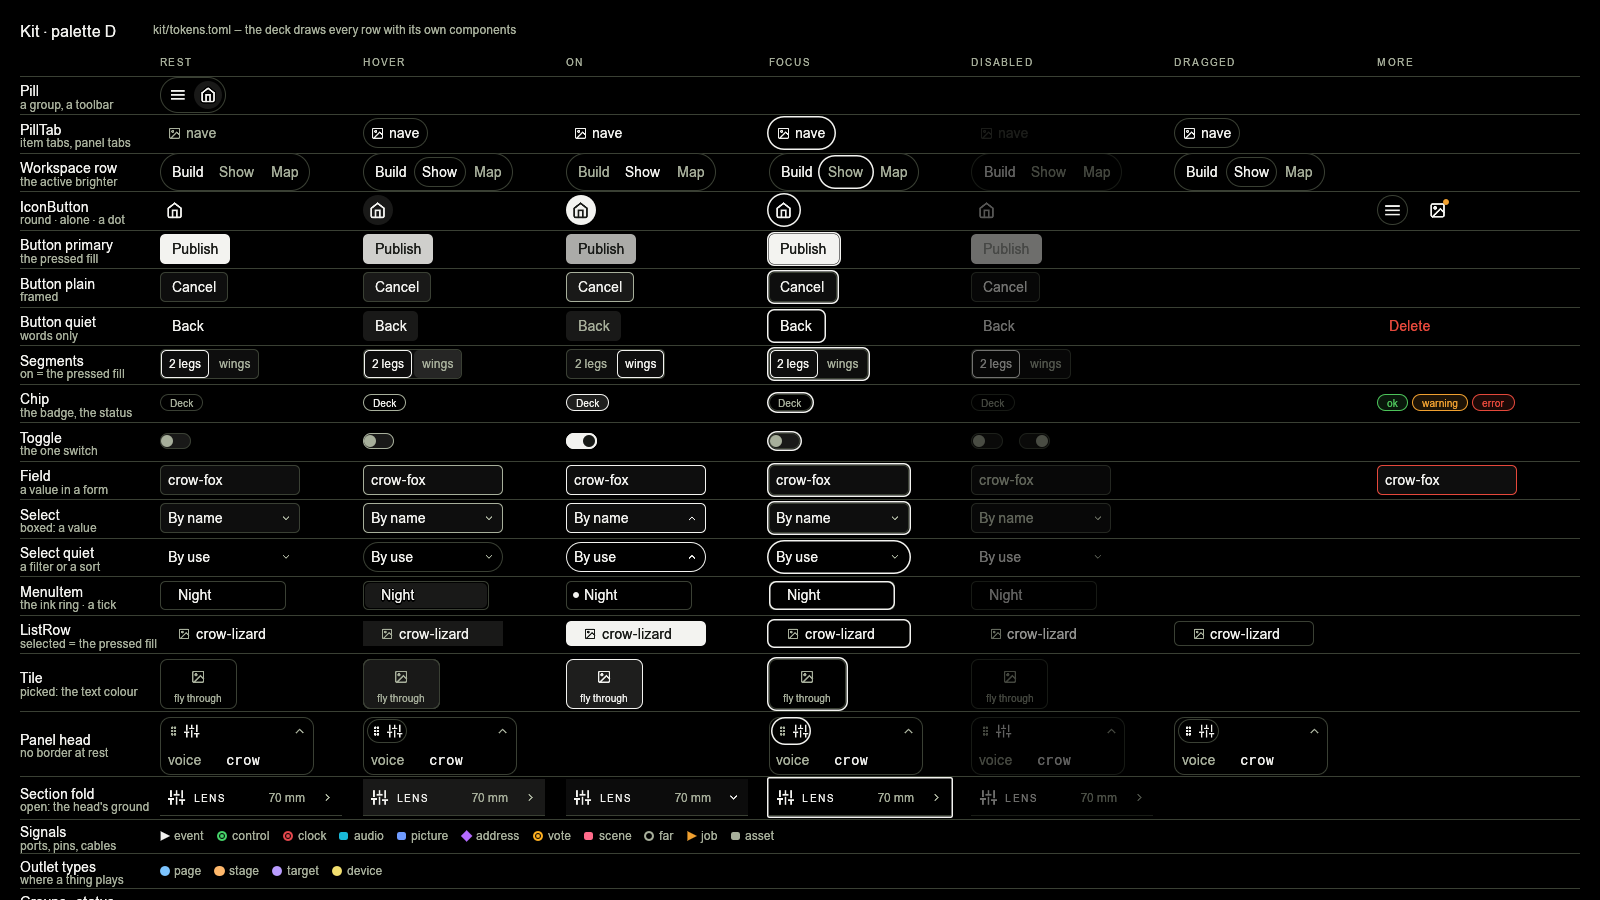 Kit · palette D
kit/tokens.toml – the deck draws every row with its own components
REST HOVER ON FOCUS DISABLED DRAGGED MORE
Pill
a group, a toolbar
PillTab
item tabs, panel tabs
nave nave nave nave nave nave
Workspace row
the active brighter
Build Show Map Build Show Map Build Show Map Build Show Map Build Show Map Build Show Map
IconButton
round · alone · a dot
Button primary
the pressed fill
Publish Publish Publish Publish Publish
Button plain
framed
Cancel Cancel Cancel Cancel Cancel
Button quiet
words only
Back Back Back Back Back Delete
Segments
on = the pressed fill
2 legs wings 2 legs wings 2 legs wings 2 legs wings 2 legs wings
Chip
the badge, the status
Deck Deck Deck Deck Deck ok warning error
Toggle
the one switch
Field
a value in a form
crow-fox crow-fox crow-fox crow-fox crow-fox crow-fox
Select
boxed: a value
By name By name By name By name By name
Select quiet
a filter or a sort
By use By use By use By use By use
MenuItem
the ink ring · a tick
Night Night Night Night Night
ListRow
selected = the pressed fill
crow-lizard crow-lizard crow-lizard crow-lizard crow-lizard crow-lizard
Tile
picked: the text colour
fly through fly through fly through fly through fly through
Panel head
no border at rest
voice crow voice crow voice crow voice crow voice crow
Section fold
open: the head's ground
LENS 70 mm LENS 70 mm LENS 70 mm LENS 70 mm LENS 70 mm
Signals
ports, pins, cables
event control clock audio picture address vote scene far job asset
Outlet types
where a thing plays
page stage target device